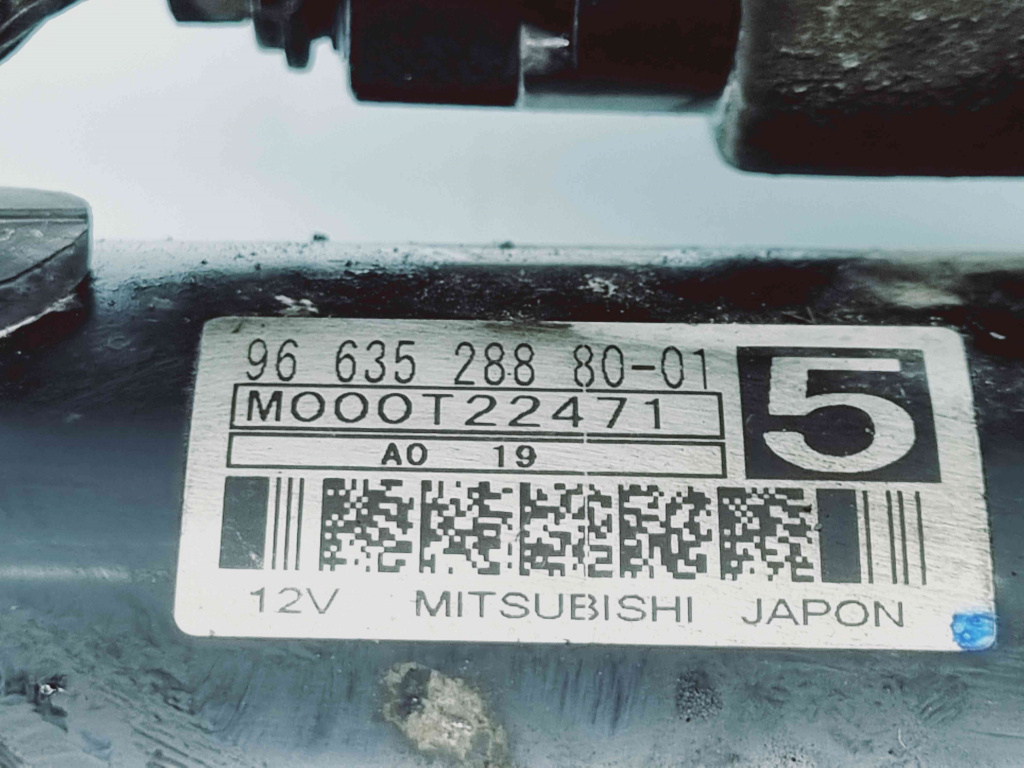 96 635 288 80-01
5
M000T22471
A0 19
12V MITSUBISHI JAPON